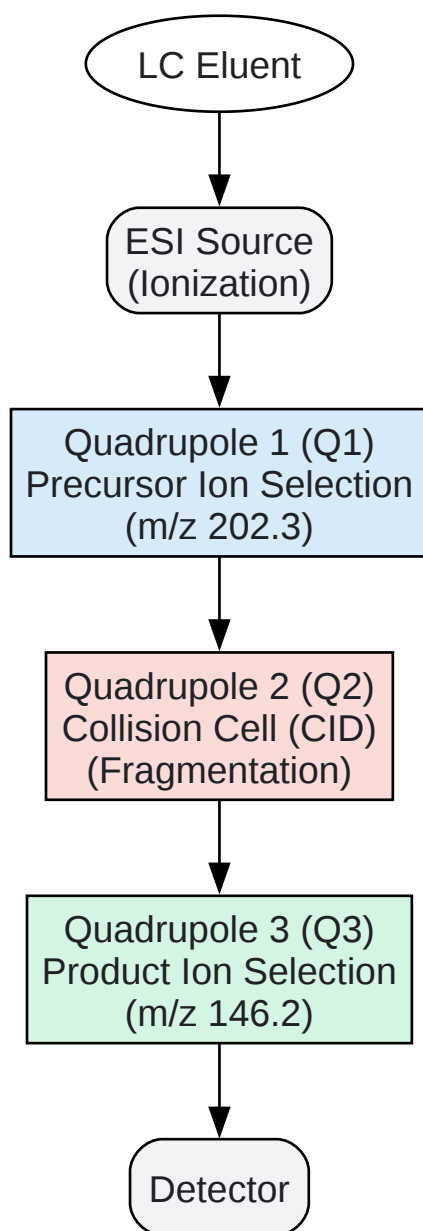 LC Eluent
ESI Source
(Ionization)
Quadrupole 1 (Q1)
Precursor Ion Selection
(m/z 202.3)
Quadrupole 2 (Q2)
Collision Cell (CID)
(Fragmentation)
Quadrupole 3 (Q3)
Product Ion Selection
(m/z 146.2)
Detector